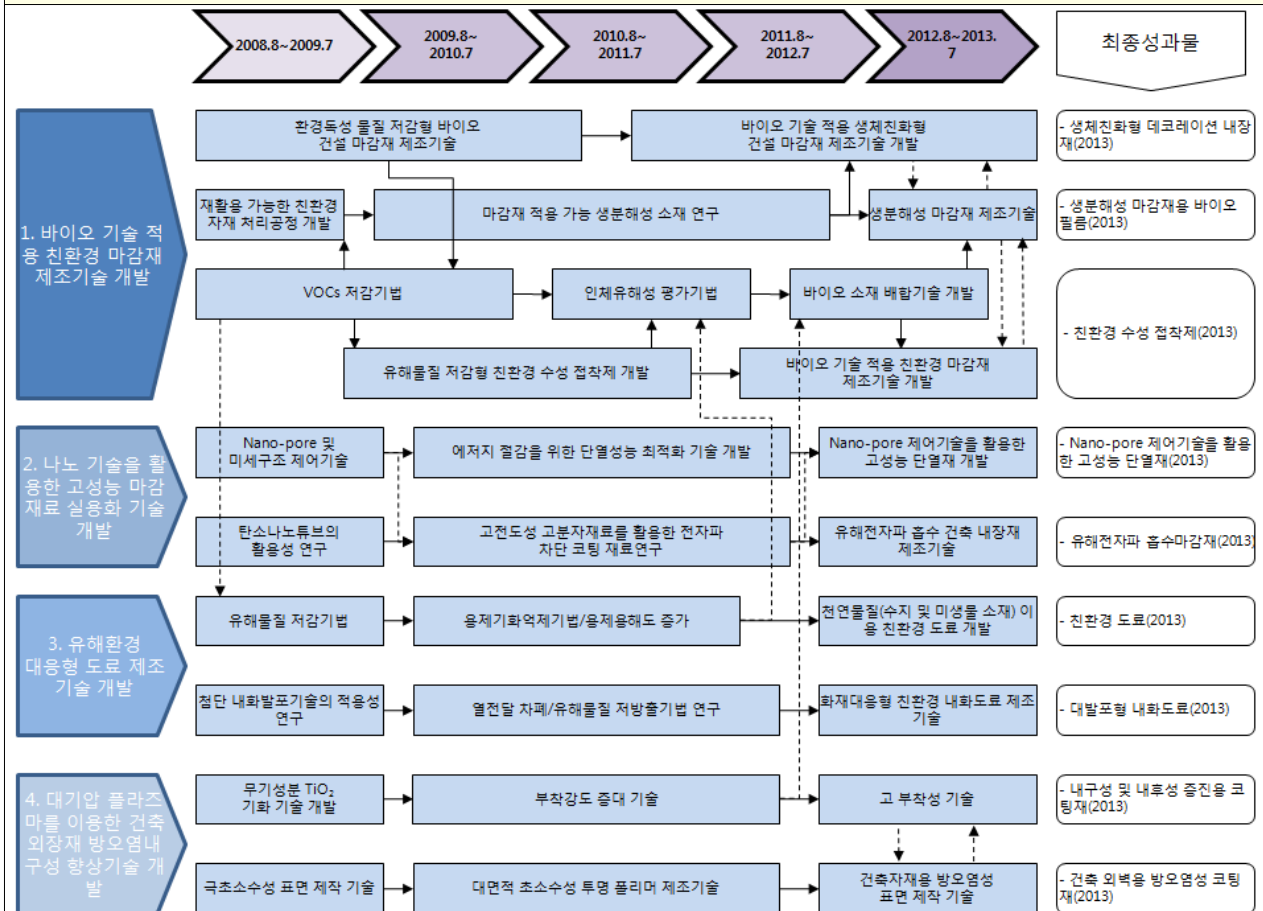 2008.8~2009.7
2009.8~
2010.7
2010.8~
2011.7
2011.8~
2012.7
2012.8~2013.
7
최종성과물
1. 바이오 기술 적
용 친환경 마감재
제조기술 개발
환경독성 물질 저감형 바이오
건설 마감재 제조기술
바이오 기술 적용 생체친화형
건설 마감재 제조기술 개발
- 생체친화형 데코레이션 내장
재(2013)
재활용 가능한 친환경
자재 처리공정 개발
마감재 적용 가능 생분해성 소재 연구
생분해성 마감재 제조기술
- 생분해성 마감재용 바이오
필름(2013)
VOCs 저감기법
인체유해성 평가기법
바이오 소재 배합기술 개발
- 친환경 수성 접착제(2013)
유해물질 저감형 친환경 수성 접착제 개발
바이오 기술 적용 친환경 마감재
제조기술 개발
2. 나노 기술을 활
용한 고성능 마감
재료 실용화 기술
개발
Nano-pore 및
미세구조 제어기술
에저지 절감을 위한 단열성능 최적화 기술 개발
Nano-pore 제어기술을 활용한
고성능 단열재 개발
- Nano-pore 제어기술을 활용
한 고성능 단열재(2013)
탄소나노튜브의
활용성 연구
고전도성 고분자재료를 활용한 전자파
차단 코팅 재료연구
유해전자파 흡수 건축 내장재
제조기술
- 유해전자파 흡수마감재(2013)
3. 유해환경
대응형 도료 제조
기술 개발
유해물질 저감기법
용제기화억제기법/용제용해도 증가
천연물질(수지 및 미생물 소재) 이
용 친환경 도료 개발
- 친환경 도료(2013)
첨단 내화발포기술의 적용성
연구
열전달 차폐/유해물질 저방출기법 연구
화재대응형 친환경 내화도료 제조
기술
- 대발포형 내화도료(2013)
4. 대기압 플라즈
마를 이용한 건축
외장재 방오염내
구성 향상기술 개
발
무기성분 TiO₂
기화 기술 개발
부착강도 증대 기술
고 부착성 기술
- 내구성 및 내후성 증진용 코
팅재(2013)
극초소수성 표면 제작 기술
대면적 초소수성 투명 폴리머 제조기술
건축자재용 방오염성
표면 제작 기술
- 건축 외벽용 방오염성 코팅
재(2013)